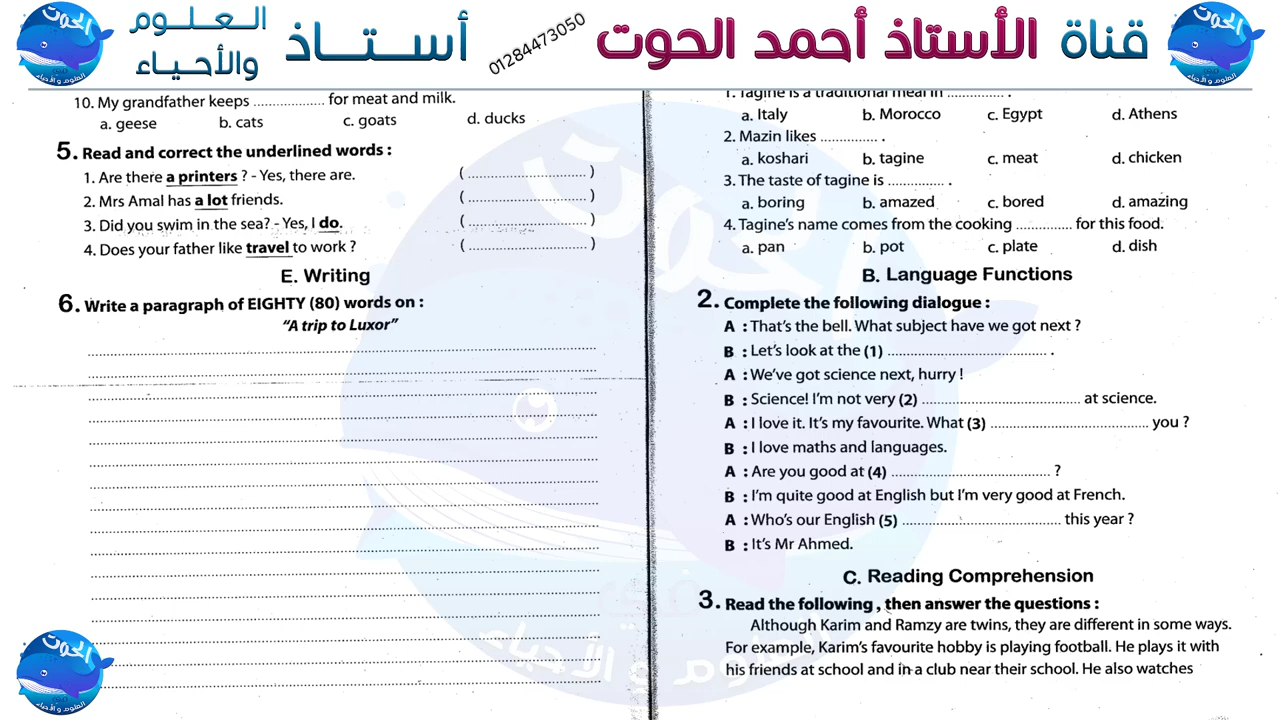 قناة الأستاذ أحمد الحوت
01284473050
أستاذ
العلوم
والأحياء
10. My grandfather keeps .................... for meat and milk.
a. geese b. cats c. goats d. ducks
5. Read and correct the underlined words :
1. Are there a printers ? - Yes, there are. ( .............................. )
2. Mrs Amal has a lot friends. ( .............................. )
3. Did you swim in the sea? - Yes, I do. ( .............................. )
4. Does your father like travel to work ? ( .............................. )
E. Writing
6. Write a paragraph of EIGHTY (80) words on :
“A trip to Luxor”
1. Tagine is a traditional meal in .............. .
a. Italy b. Morocco c. Egypt d. Athens
2. Mazin likes .............. .
a. koshari b. tagine c. meat d. chicken
3. The taste of tagine is .............. .
a. boring b. amazed c. bored d. amazing
4. Tagine's name comes from the cooking .............. for this food.
a. pan b. pot c. plate d. dish
B. Language Functions
2. Complete the following dialogue :
A : That's the bell. What subject have we got next ?
B : Let's look at the (1) ........................................ .
A : We've got science next, hurry !
B : Science! I'm not very (2) ........................................ at science.
A : I love it. It's my favourite. What (3) ........................................ you ?
B : I love maths and languages.
A : Are you good at (4) ........................................ ?
B : I'm quite good at English but I'm very good at French.
A : Who's our English (5) ........................................ this year ?
B : It's Mr Ahmed.
C. Reading Comprehension
3. Read the following , then answer the questions :
Although Karim and Ramzy are twins, they are different in some ways.
For example, Karim's favourite hobby is playing football. He plays it with
his friends at school and in a club near their school. He also watches
الحوت
في
العلوم و الأحياء